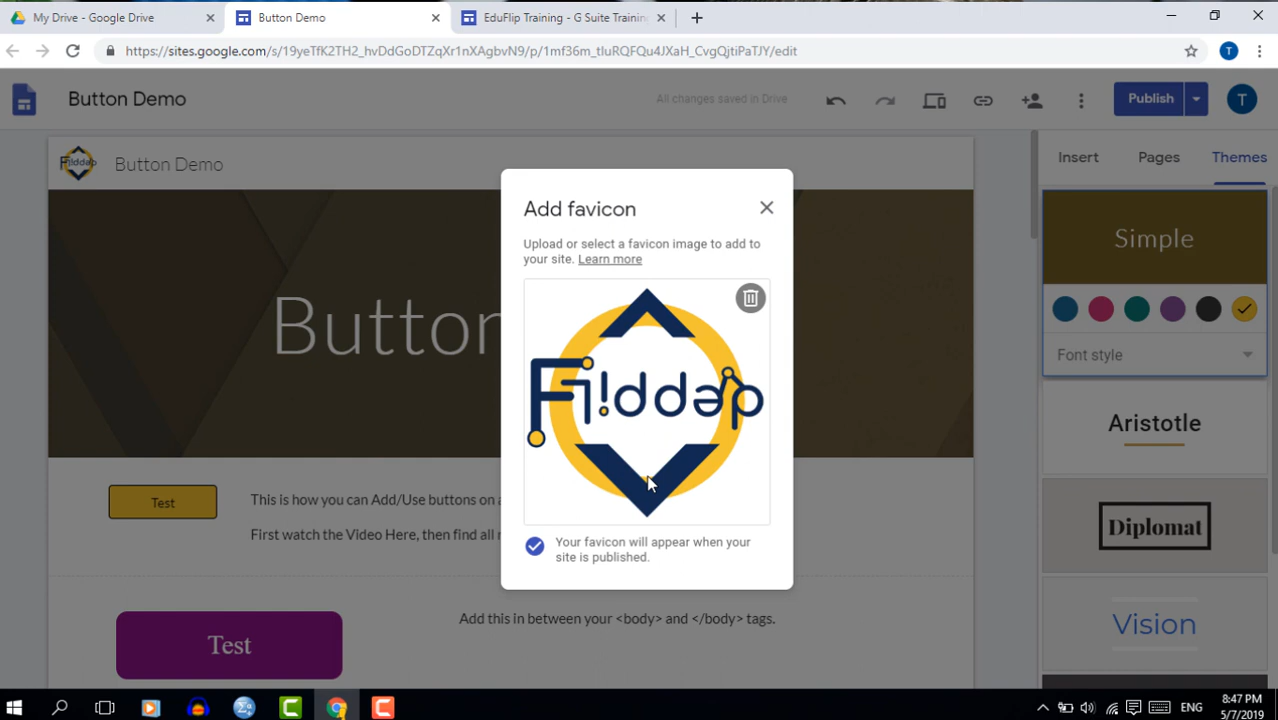 My Drive - Google Drive
Button Demo
EduFlip Training - G Suite Trainin
https://sites.google.com/s/19yeTfK2TH2_hvDdGoDTZqXr1nXAgbvN9/p/1mf36m_tIuRQFQu4JXaH_CvgQjtiPaTJY/edit
T
Button Demo
All changes saved in Drive
Publish
T
Button Demo
Insert
Pages
Themes
Add favicon
Upload or select a favicon image to add to
your site. Learn more
Simple
Button
Font style
Aristotle
Test
This is how you can Add/Use buttons on a
First watch the Video Here, then find all
Diplomat
Your favicon will appear when your
site is published.
Add this in between your <body> and </body> tags.
Test
Vision
ENG
8:47 PM
5/7/2019